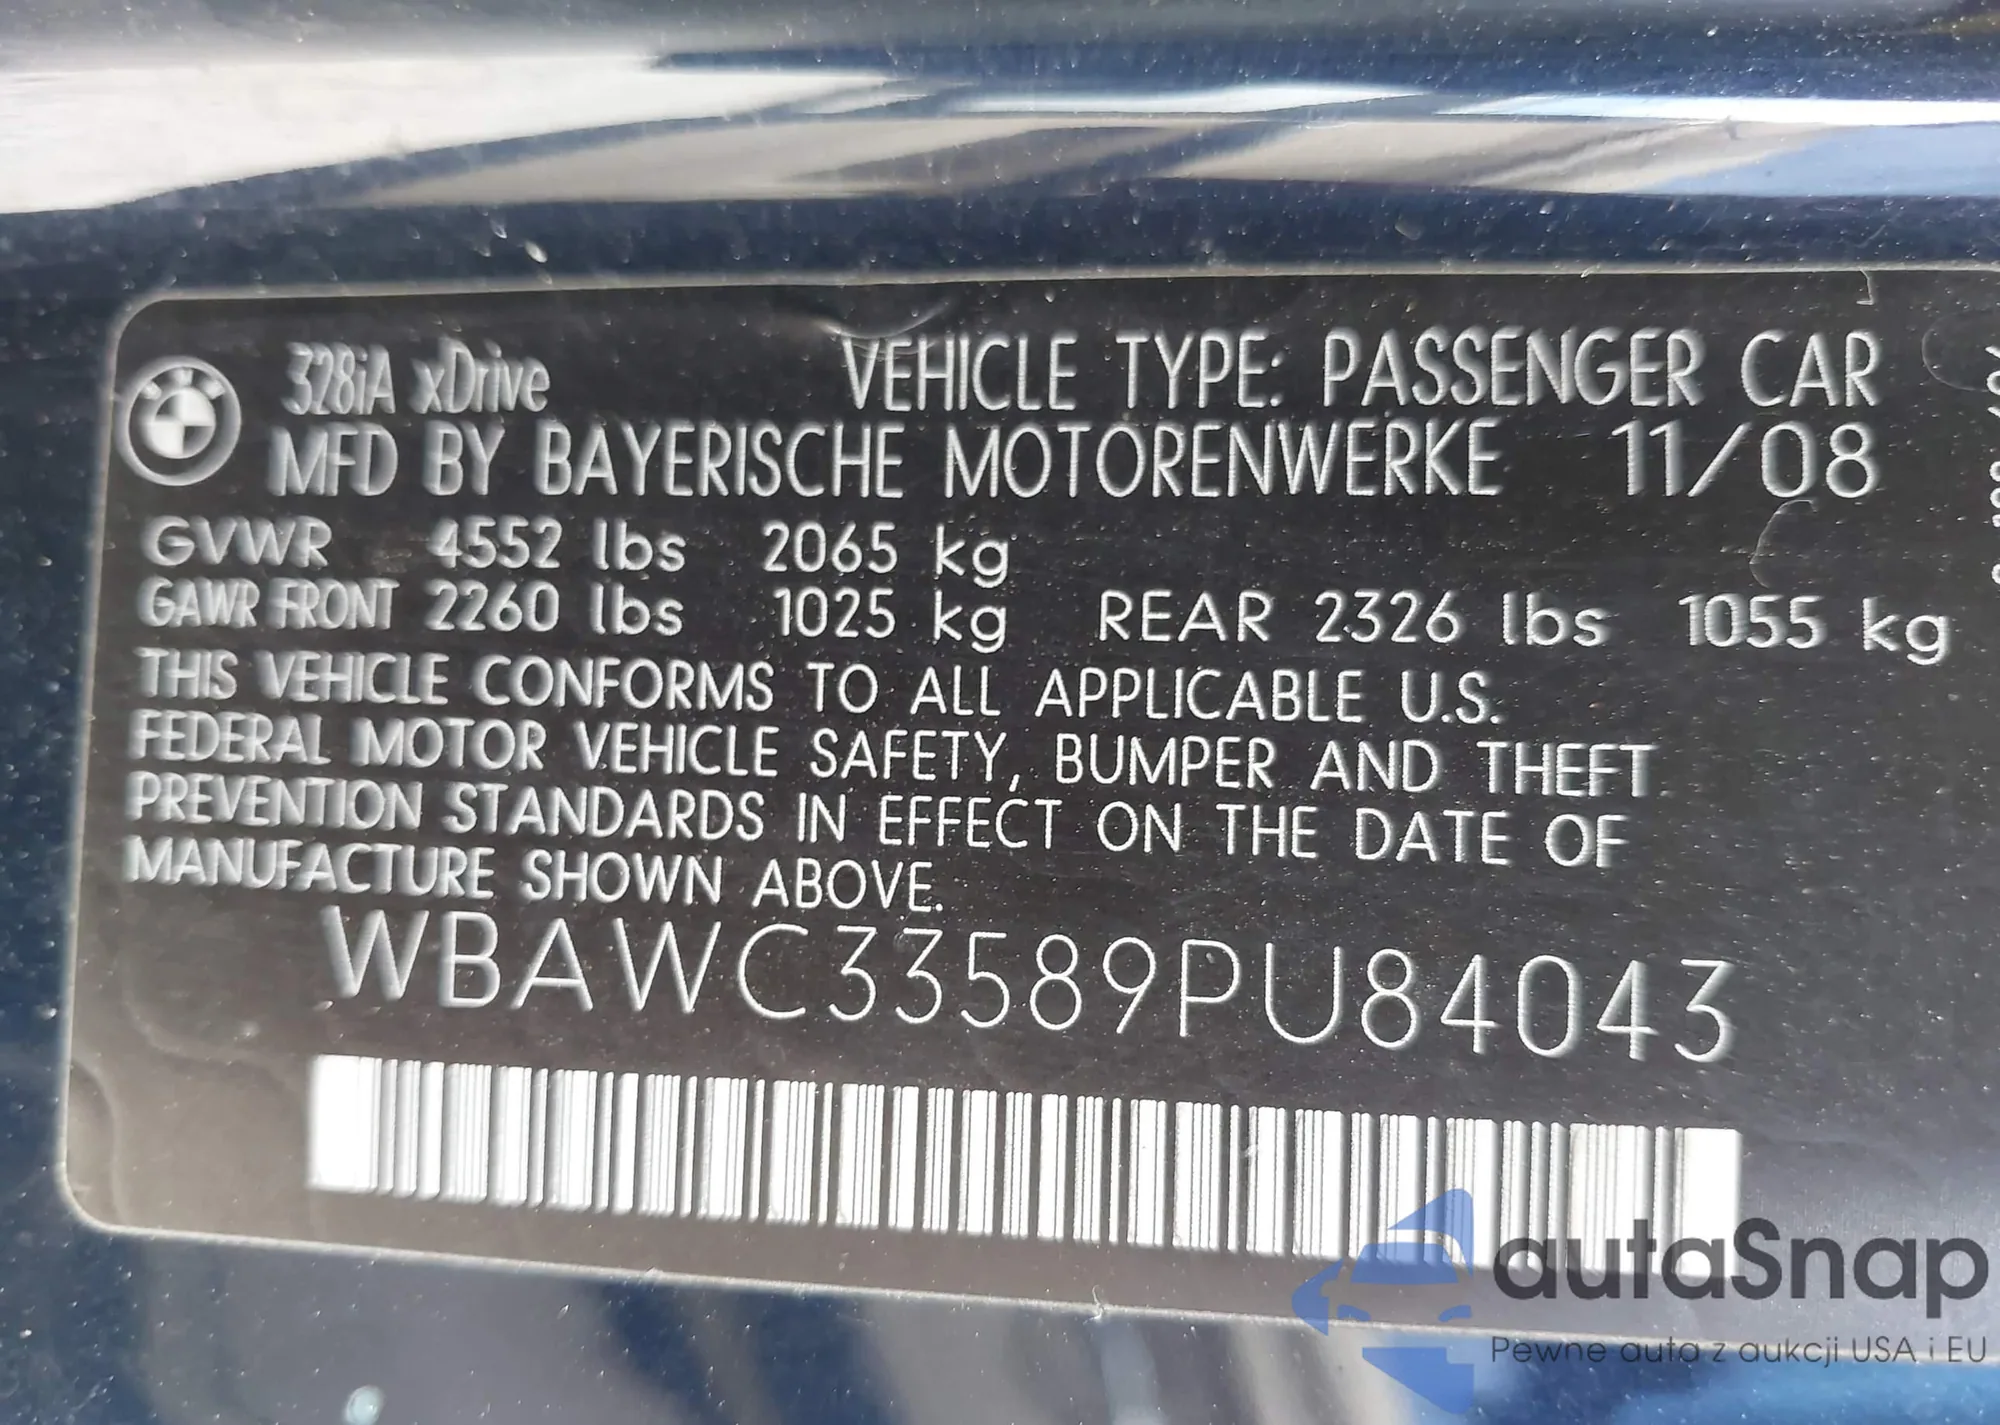 328iA xDrive VEHICLE TYPE: PASSENGER CAR
MFD BY BAYERISCHE MOTORENWERKE 11/08
GVWR 4552 lbs 2065 kg
GAWR FRONT 2260 lbs 1025 kg REAR 2326 lbs 1055 kg
THIS VEHICLE CONFORMS TO ALL APPLICABLE U.S.
FEDERAL MOTOR VEHICLE SAFETY, BUMPER AND THEFT
PREVENTION STANDARDS IN EFFECT ON THE DATE OF
MANUFACTURE SHOWN ABOVE.
WBAWC33589PU84043
autaSnap
Pewne auta z aukcji USA i EU